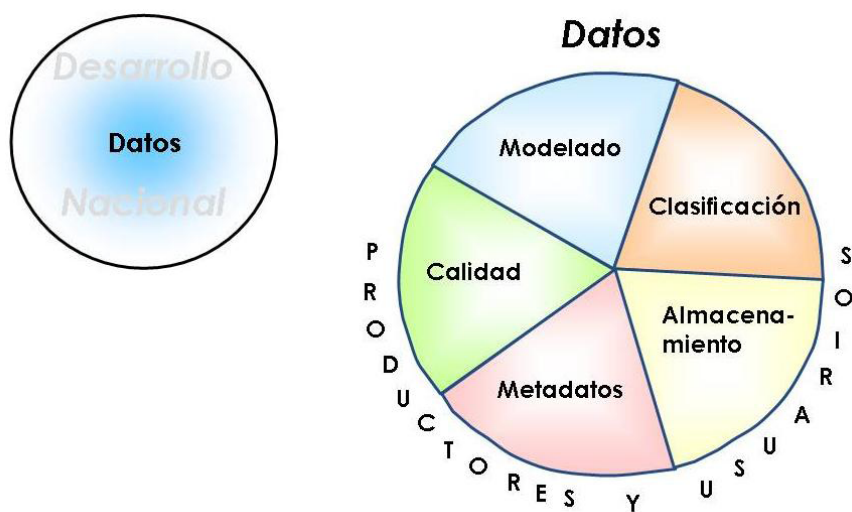 Desarrollo
Datos
Nacional
Datos
Modelado
Clasificación
Calidad
Almacena-
miento
Metadatos
PRODUCTORES Y USUARIOS